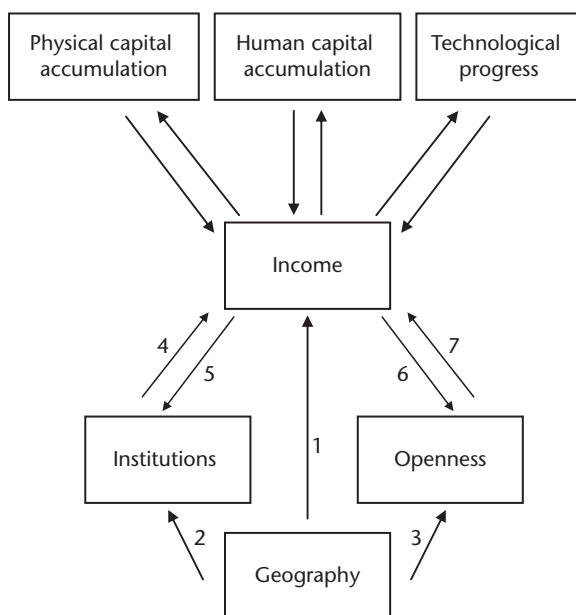 Physical capital
accumulation
Human capital
accumulation
Technological
progress
Income
4
5
6
7
Institutions
1
Openness
2
3
Geography